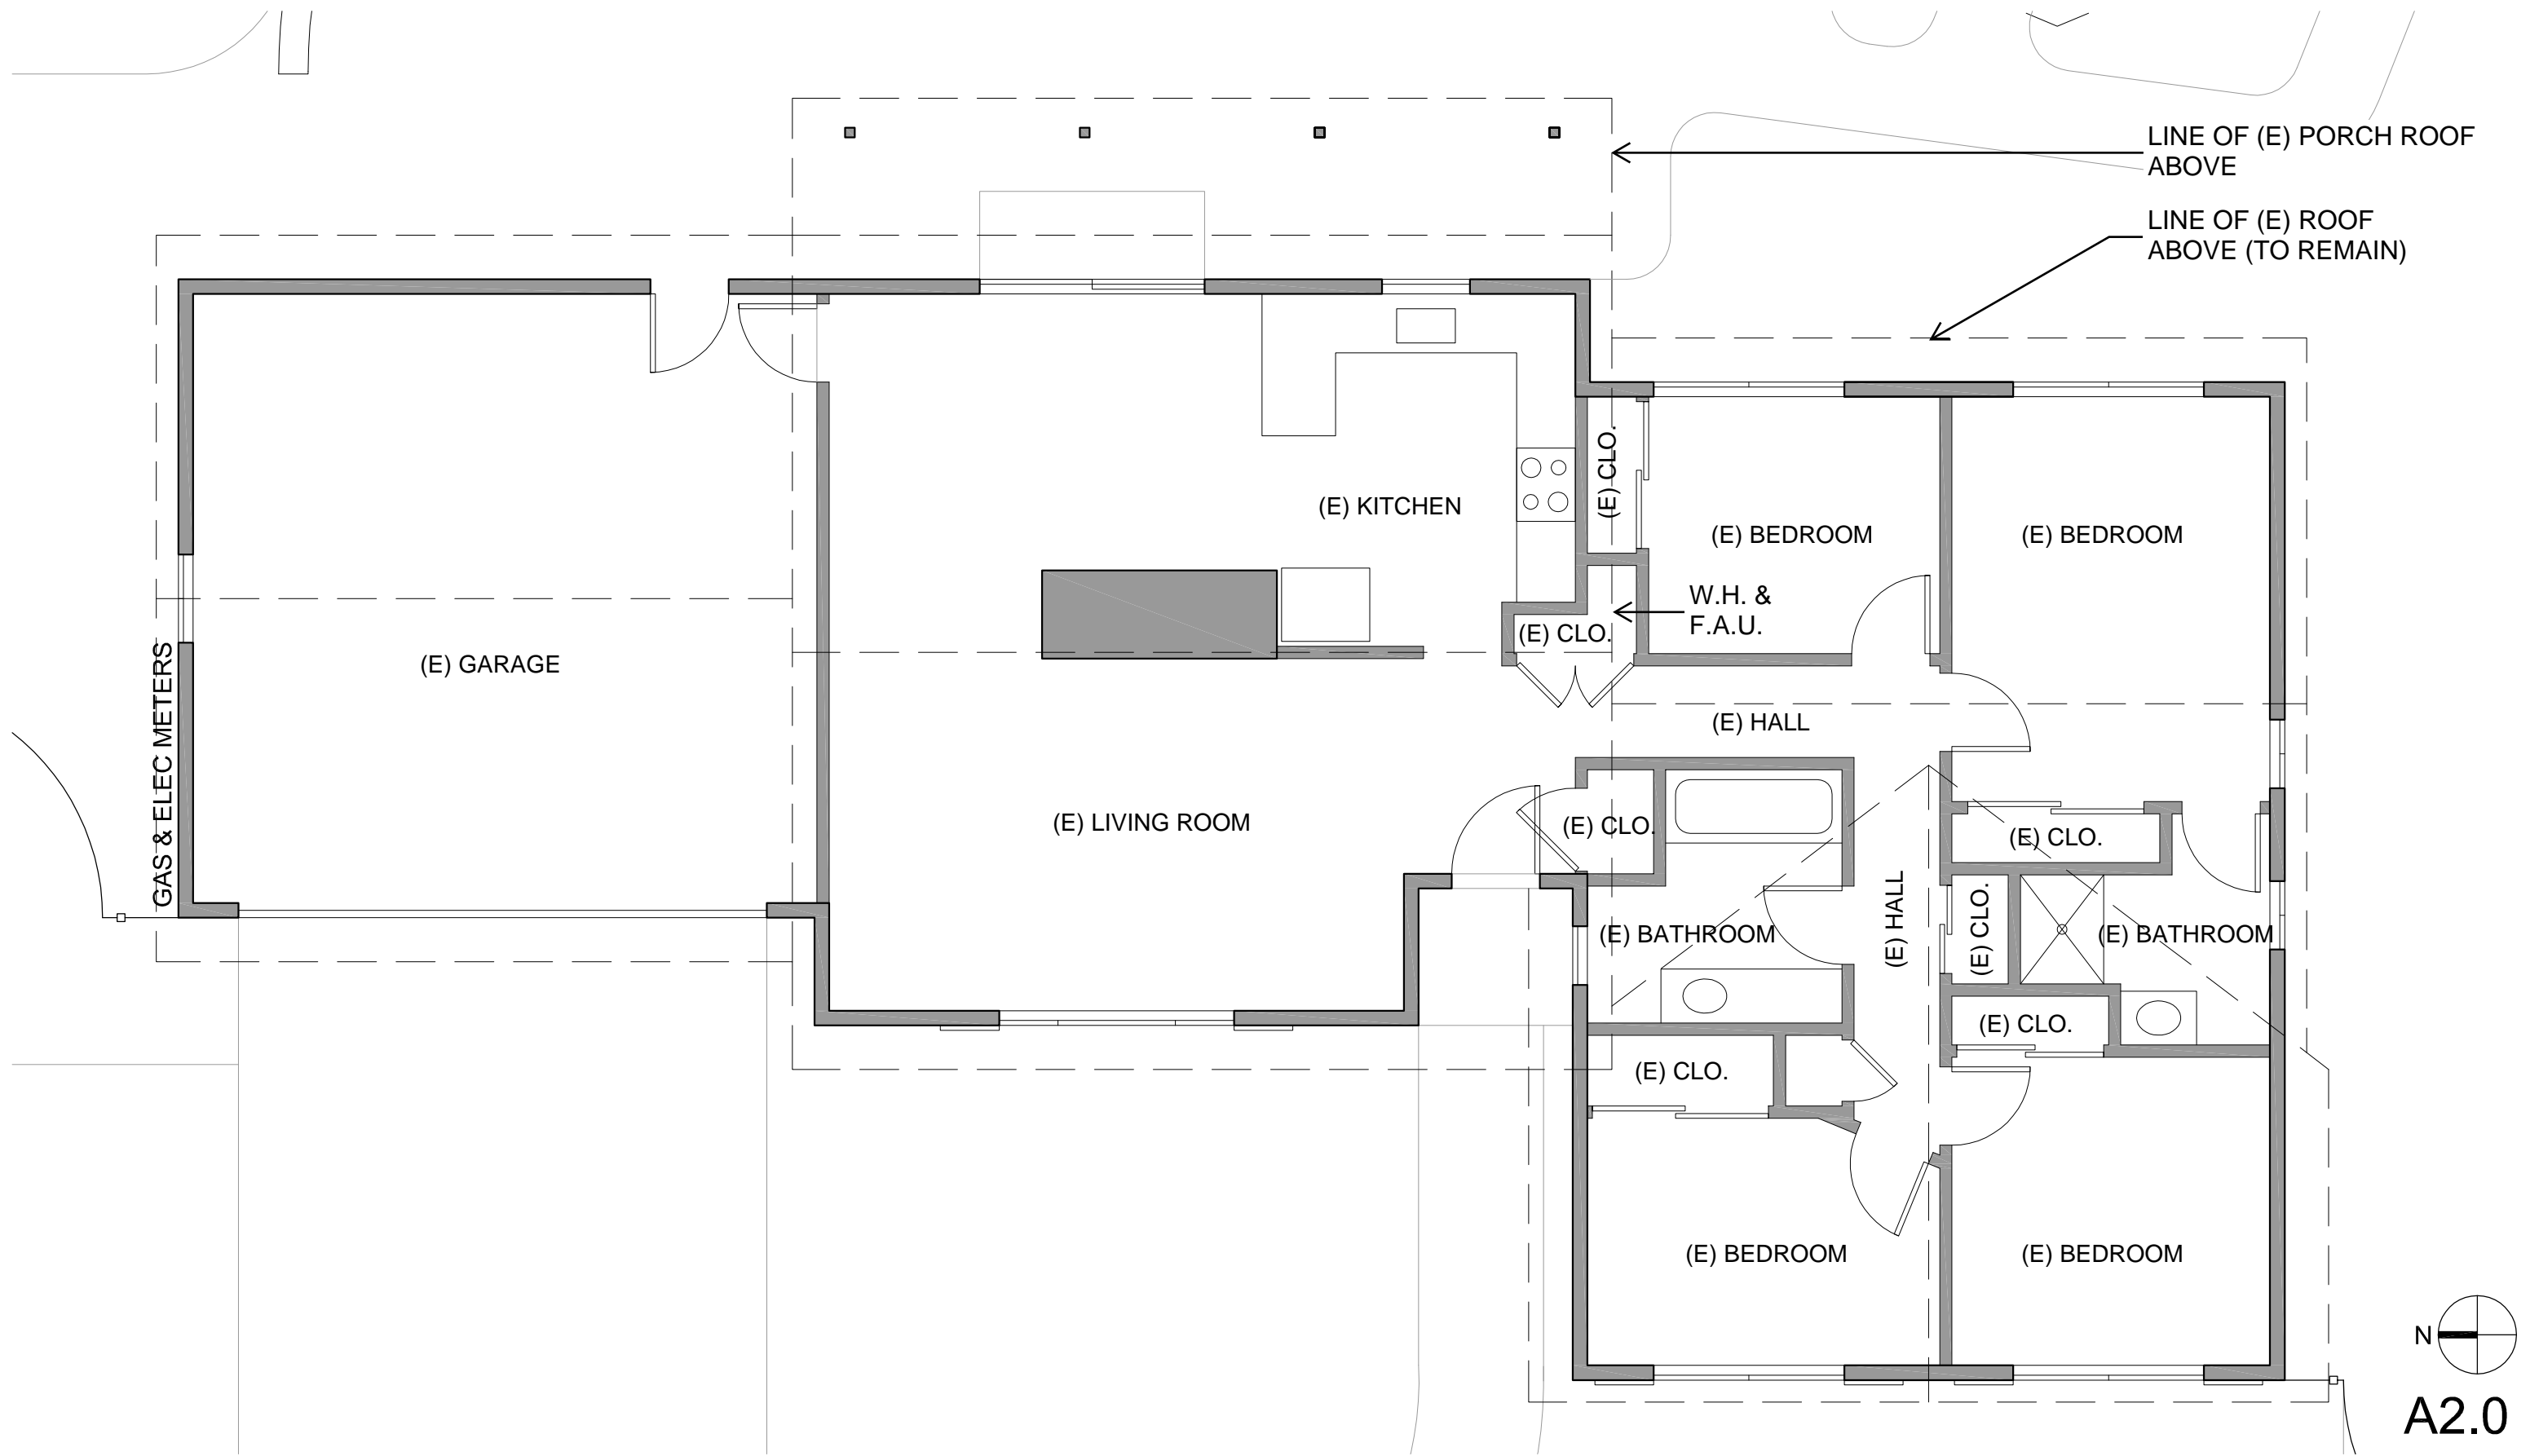 LINE OF (E) PORCH ROOF
ABOVE
LINE OF (E) ROOF
ABOVE (TO REMAIN)
(E) CLO.
(E) KITCHEN
(E) BEDROOM
(E) BEDROOM
W.H. &
F.A.U.
(E) CLO.
(E) GARAGE
GAS & ELEC METERS
(E) HALL
(E) LIVING ROOM
(E) CLO.
(E) CLO.
(E) HALL
(E) CLO.
(E) BATHROOM
(E) BATHROOM
(E) CLO.
(E) CLO.
(E) BEDROOM
(E) BEDROOM
N
A2.0